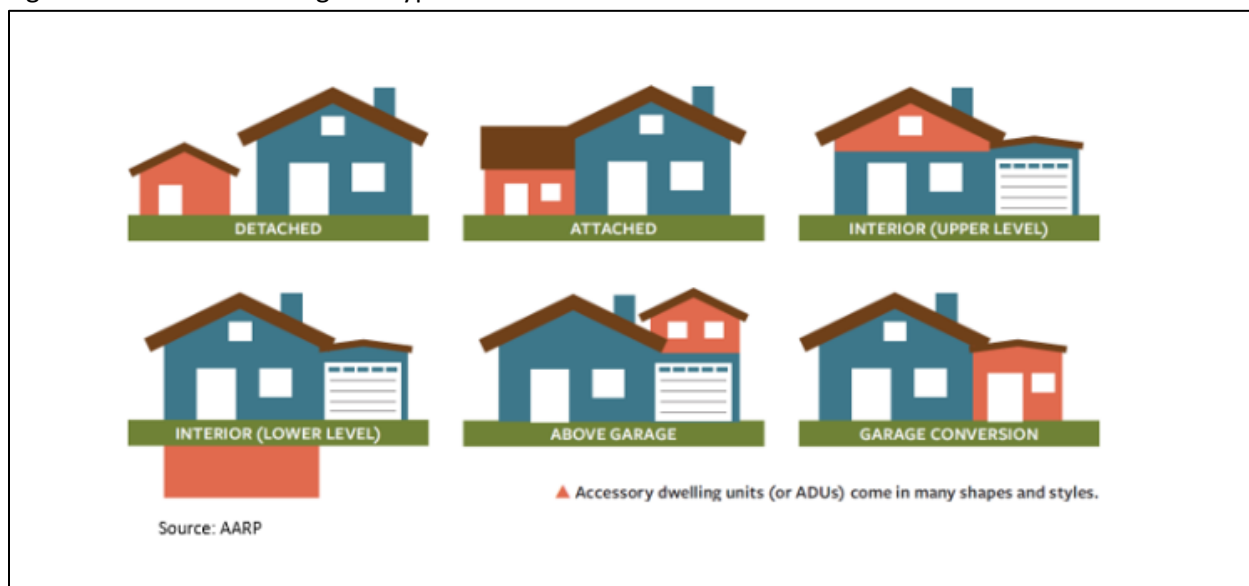 DETACHED
ATTACHED
INTERIOR (UPPER LEVEL)
INTERIOR (LOWER LEVEL)
ABOVE GARAGE
GARAGE CONVERSION
Accessory dwelling units (or ADUs) come in many shapes and styles.
Source: AARP